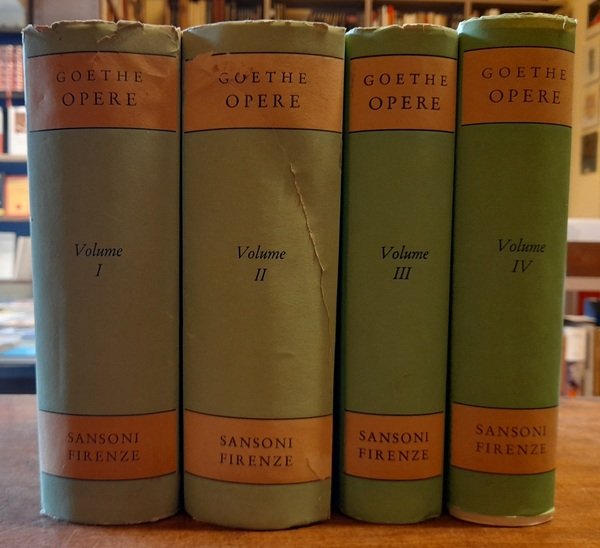 GOETHE
OPERE
Volume
I
SANSONI
FIRENZE
GOETHE
OPERE
Volume
II
SANSONI
FIRENZE
GOETHE
OPERE
Volume
III
SANSONI
FIRENZE
GOETHE
OPERE
Volume
IV
SANSONI
FIRENZE